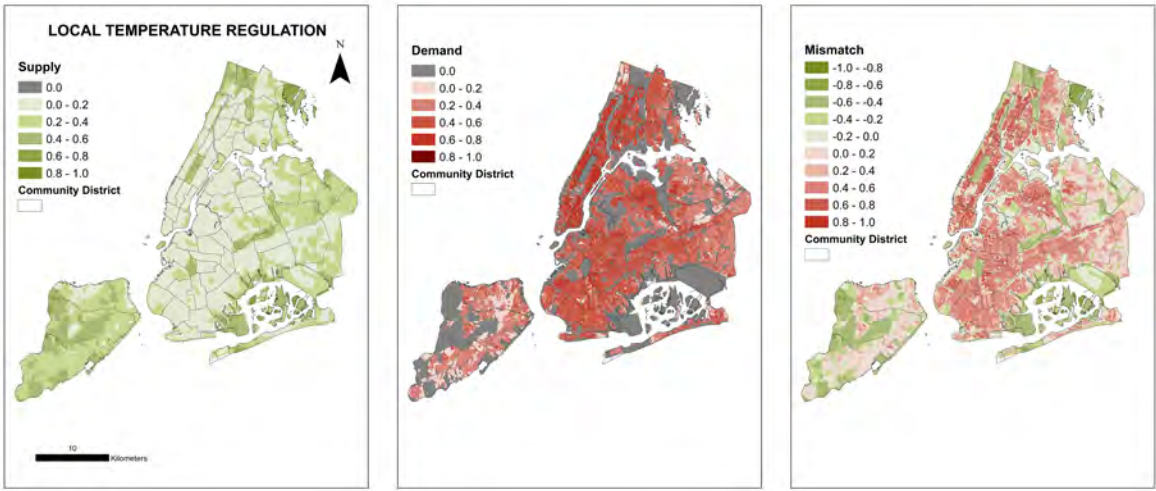 LOCAL TEMPERATURE REGULATION
N
Supply
0.0
0.0 - 0.2
0.2 - 0.4
0.4 - 0.6
0.6 - 0.8
0.8 - 1.0
Community District
10
Kilometers
Demand
0.0
0.0 - 0.2
0.2 - 0.4
0.4 - 0.6
0.6 - 0.8
0.8 - 1.0
Community District
Mismatch
-1.0 - -0.8
-0.8 - -0.6
-0.6 - -0.4
-0.4 - -0.2
-0.2 - 0.0
0.0 - 0.2
0.2 - 0.4
0.4 - 0.6
0.6 - 0.8
0.8 - 1.0
Community District